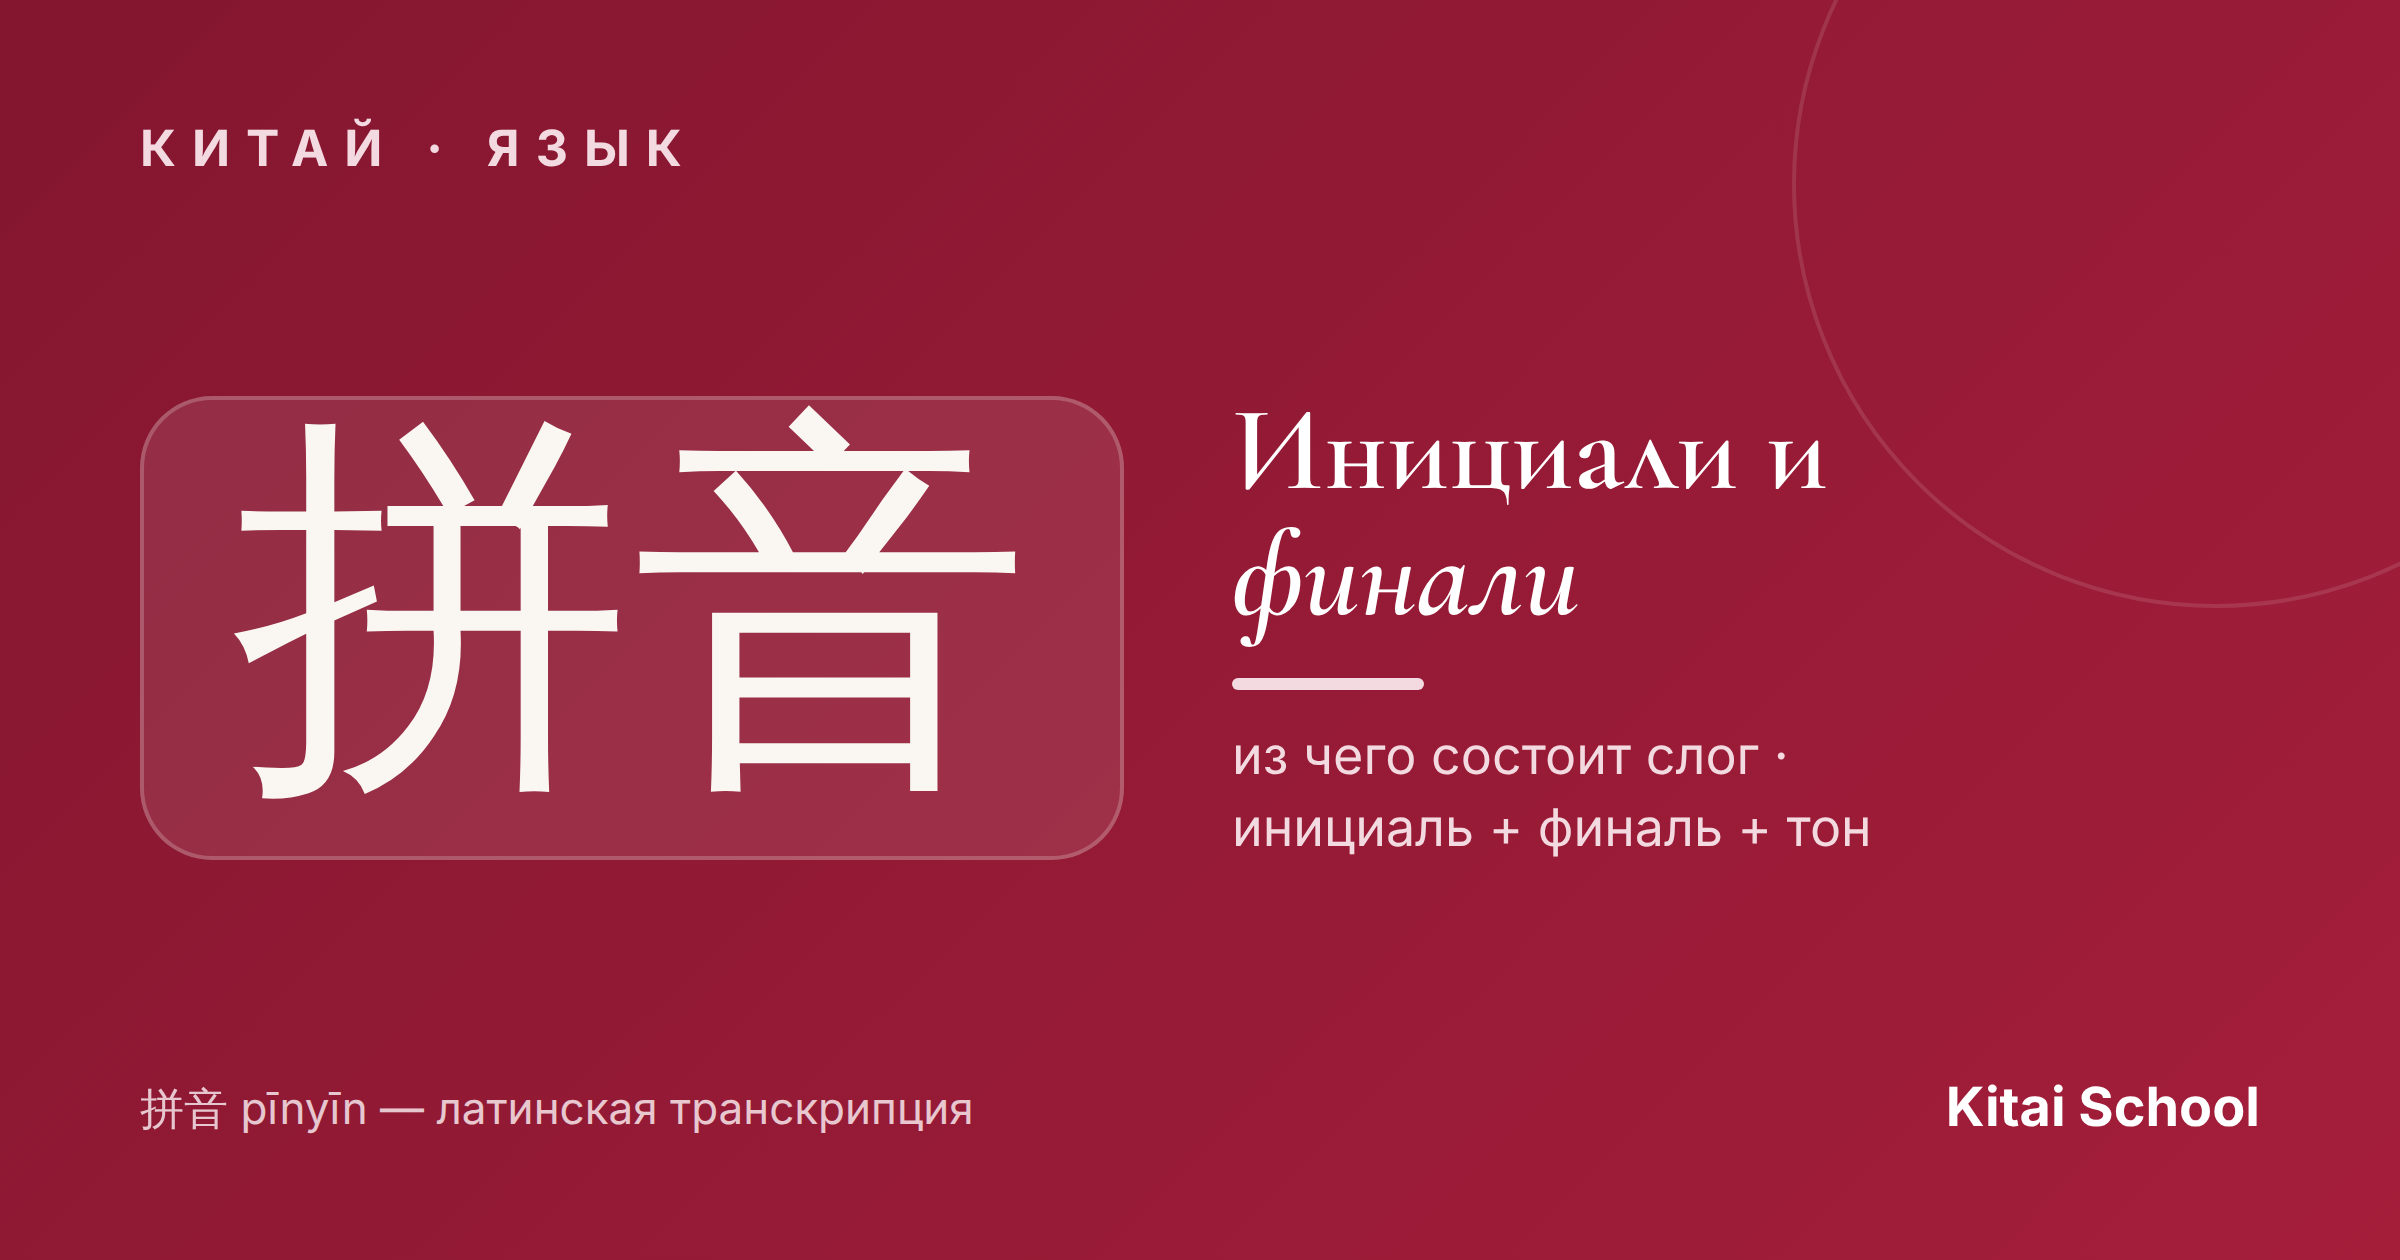 КИТАЙ · ЯЗЫК
拼音
Инициали и
финали
из чего состоит слог ·
инициаль + финаль + тон
拼音 pīnyīn — латинская транскрипция
Kitai School